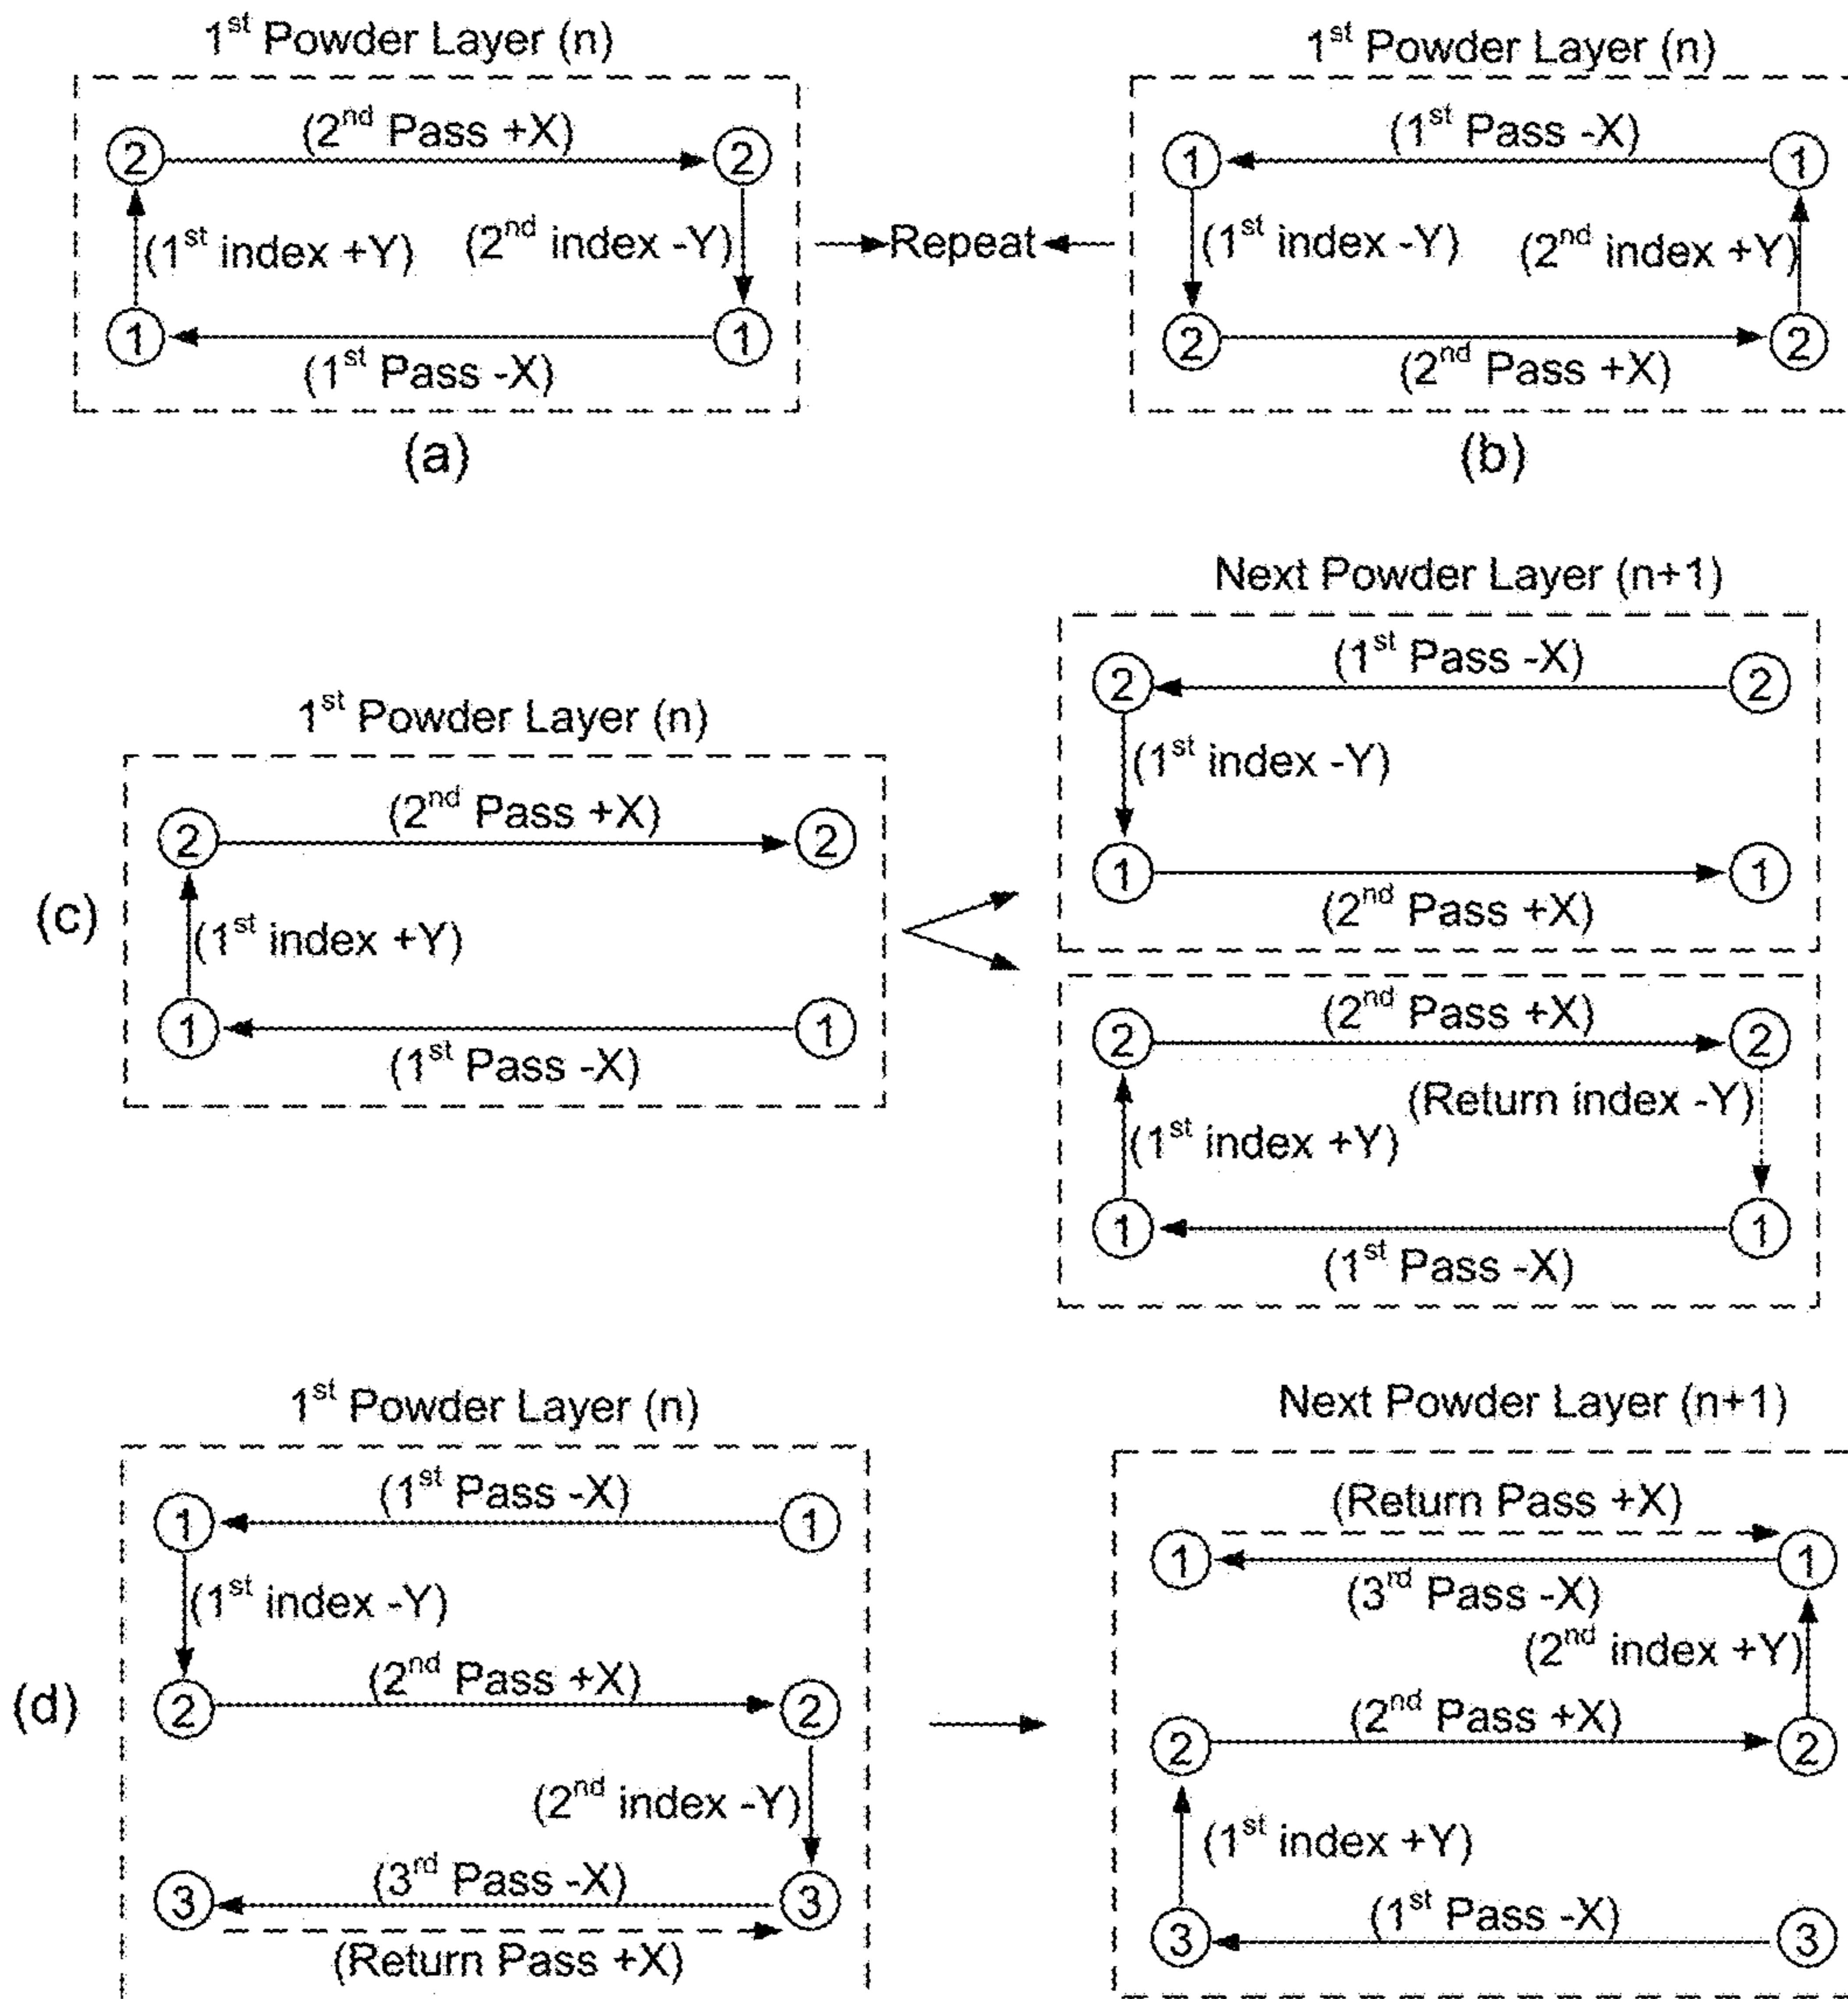 1st Powder Layer (n)
2
(2nd Pass +X)
2
(1st index +Y)
(2nd index -Y)
1
(1st Pass -X)
1
(a)
Repeat
1st Powder Layer (n)
1
(1st Pass -X)
1
(1st index -Y)
(2nd index +Y)
2
(2nd Pass +X)
2
(b)
(c)
1st Powder Layer (n)
2
(2nd Pass +X)
2
(1st index +Y)
1
(1st Pass -X)
1
Next Powder Layer (n+1)
2
(1st Pass -X)
2
(1st index -Y)
1
(2nd Pass +X)
1
2
(2nd Pass +X)
2
(Return index -Y)
(1st index +Y)
1
(1st Pass -X)
1
(d)
1st Powder Layer (n)
1
(1st Pass -X)
1
(1st index -Y)
2
(2nd Pass +X)
2
(2nd index -Y)
3
(3rd Pass -X)
3
(Return Pass +X)
Next Powder Layer (n+1)
(Return Pass +X)
1
1
(3rd Pass -X)
(2nd index +Y)
2
(2nd Pass +X)
2
(1st index +Y)
3
(1st Pass -X)
3